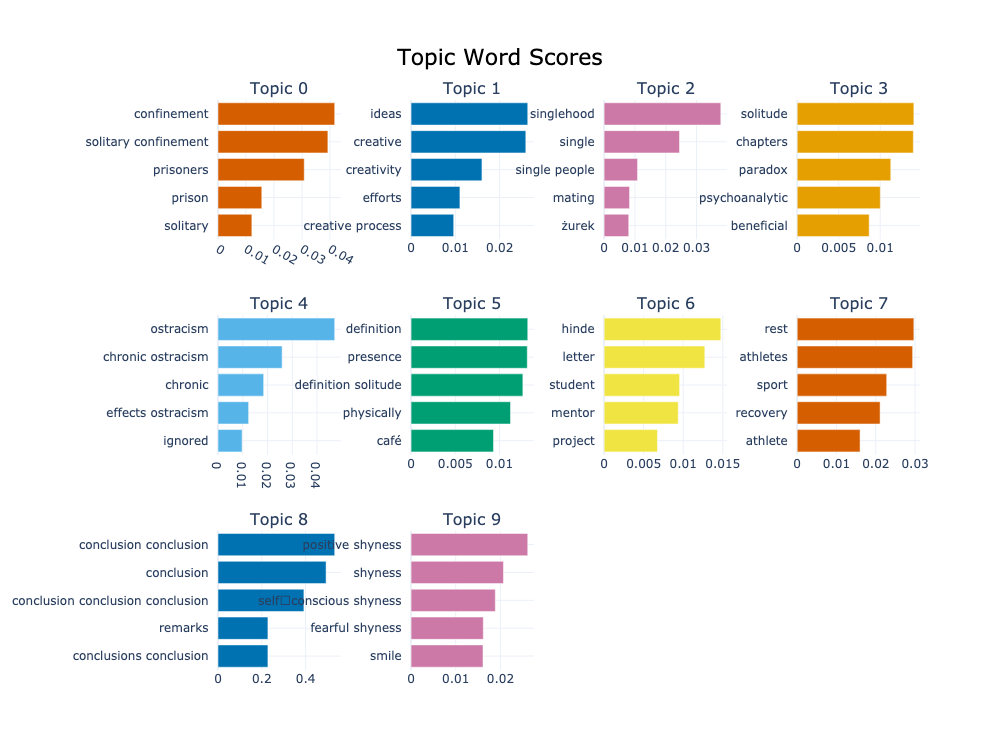 Topic Word Scores
Topic 0
confinement
solitary confinement
prisoners
prison
solitary
0 0.01 0.02 0.03 0.04
Topic 1
ideas
creative
creativity
efforts
creative process
0 0.01 0.02
Topic 2
singlehood
single
single people
mating
żurek
0 0.01 0.02 0.03
Topic 3
solitude
chapters
paradox
psychoanalytic
beneficial
0 0.005 0.01
Topic 4
ostracism
chronic ostracism
chronic
effects ostracism
ignored
0 0.01 0.02 0.03 0.04
Topic 5
definition
presence
definition solitude
physically
café
0 0.005 0.01
Topic 6
hinde
letter
student
mentor
project
0 0.005 0.01 0.015
Topic 7
rest
athletes
sport
recovery
athlete
0 0.01 0.02 0.03
Topic 8
conclusion conclusion
conclusion
conclusion conclusion conclusion
remarks
conclusions conclusion
0 0.2 0.4
Topic 9
positive shyness
shyness
self□conscious shyness
fearful shyness
smile
0 0.01 0.02